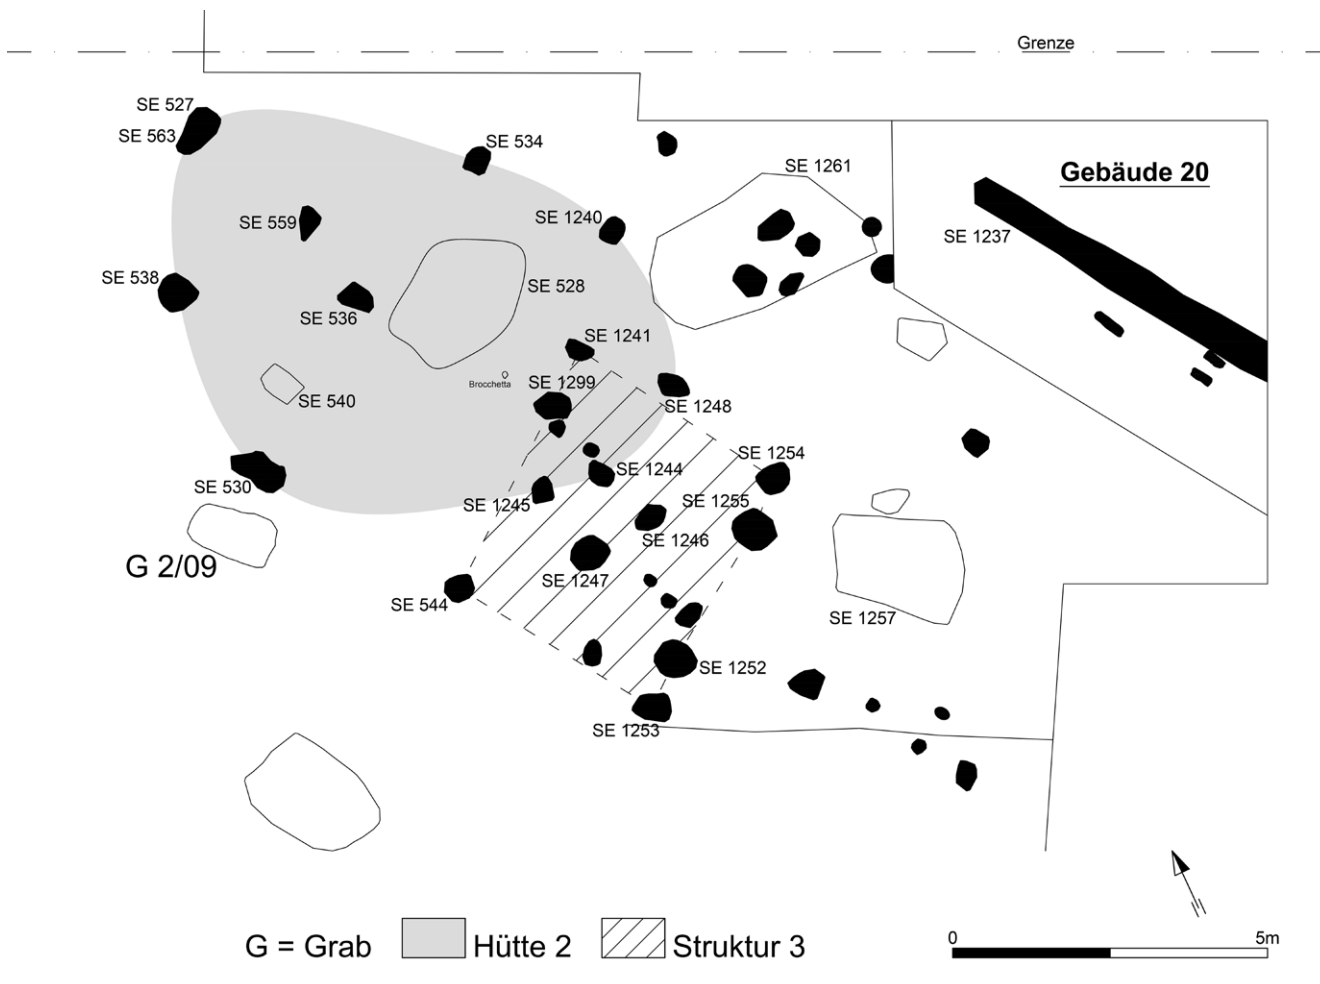 Grenze
SE 527
SE 563
SE 534
SE 1261
Gebäude 20
SE 559
SE 1240
SE 1237
SE 538
SE 528
SE 536
SE 1241
Brocchetta
SE 1299
SE 540
SE 1248
SE 1254
SE 1244
SE 530
SE 1245
SE 1255
SE 1246
G 2/09
SE 1247
SE 544
SE 1257
SE 1252
SE 1253
G = Grab
Hütte 2
Struktur 3
0
5m